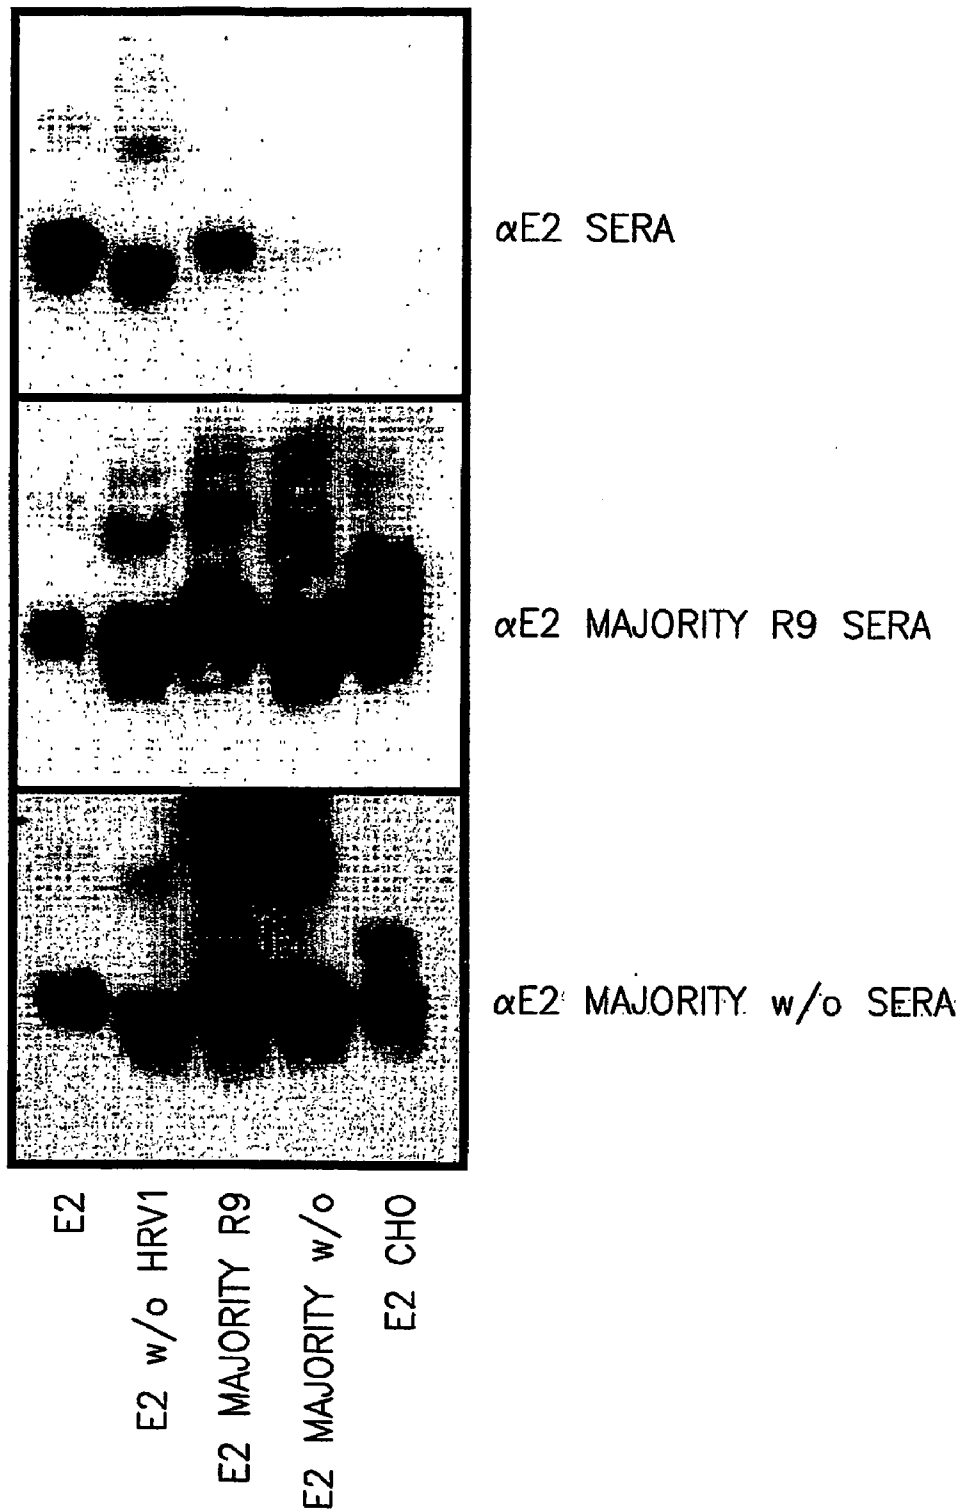 αE2 SERA
αE2 MAJORITY R9 SERA
αE2 MAJORITY w/o SERA
E2
E2 w/o HRV1
E2 MAJORITY R9
E2 MAJORITY w/o
E2 CHO